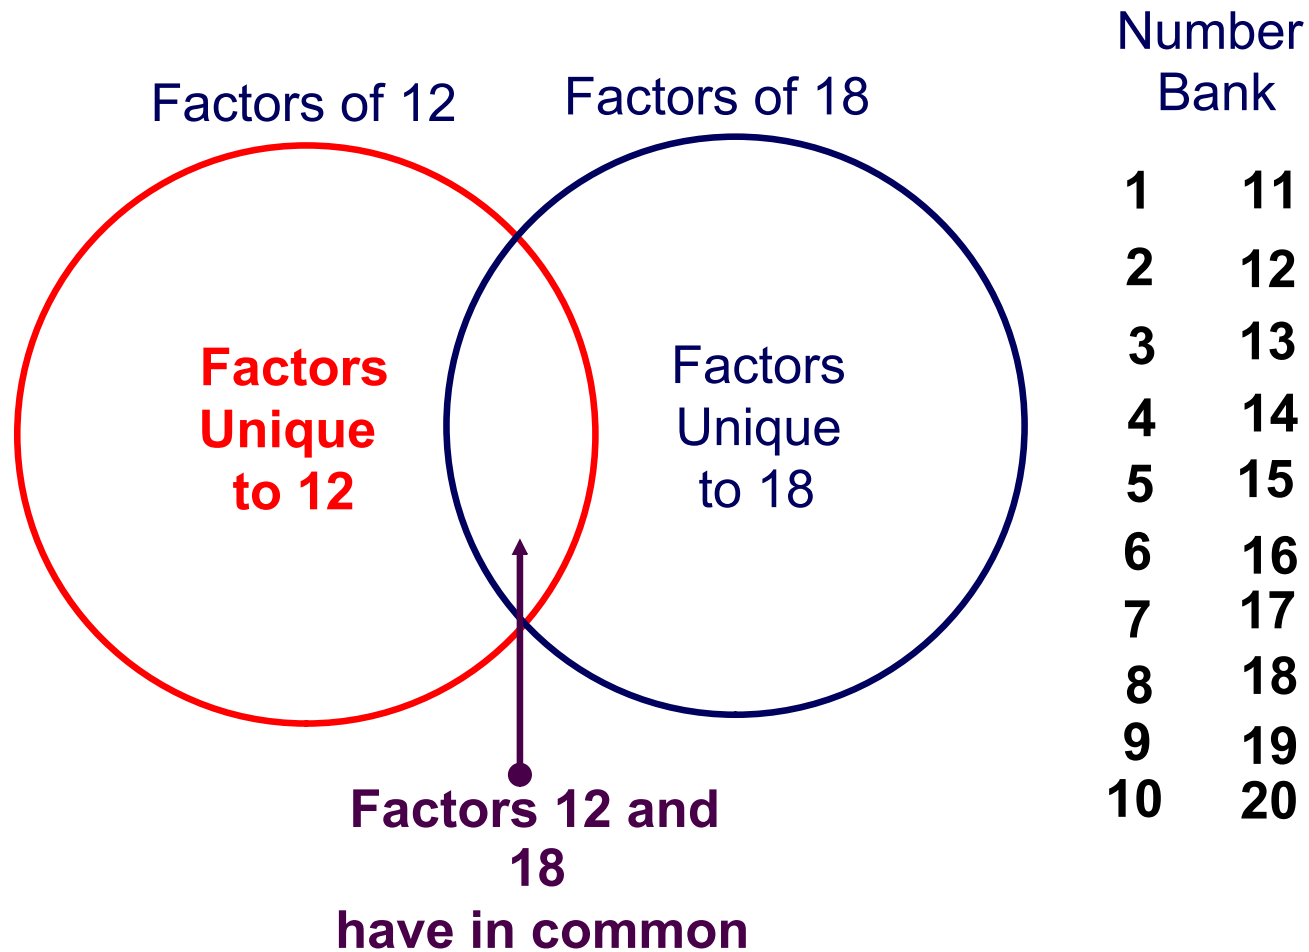 Factors of 12
Factors of 18
Factors
Unique
to 12
Factors
Unique
to 18
Factors 12 and
18
have in common
Number
Bank
1 11
2 12
3 13
4 14
5 15
6 16
7 17
8 18
9 19
10 20